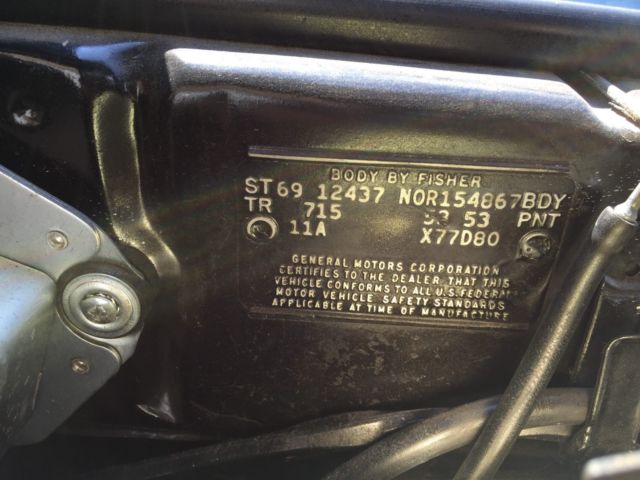 BODY BY FISHER
ST69 12437 NOR154867BDY
TR 715 53 53 PNT
11A X77D80
GENERAL MOTORS CORPORATION
CERTIFIES TO THE DEALER THAT THIS
VEHICLE CONFORMS TO ALL U.S. FEDERAL
MOTOR VEHICLE SAFETY STANDARDS
APPLICABLE AT TIME OF MANUFACTURE